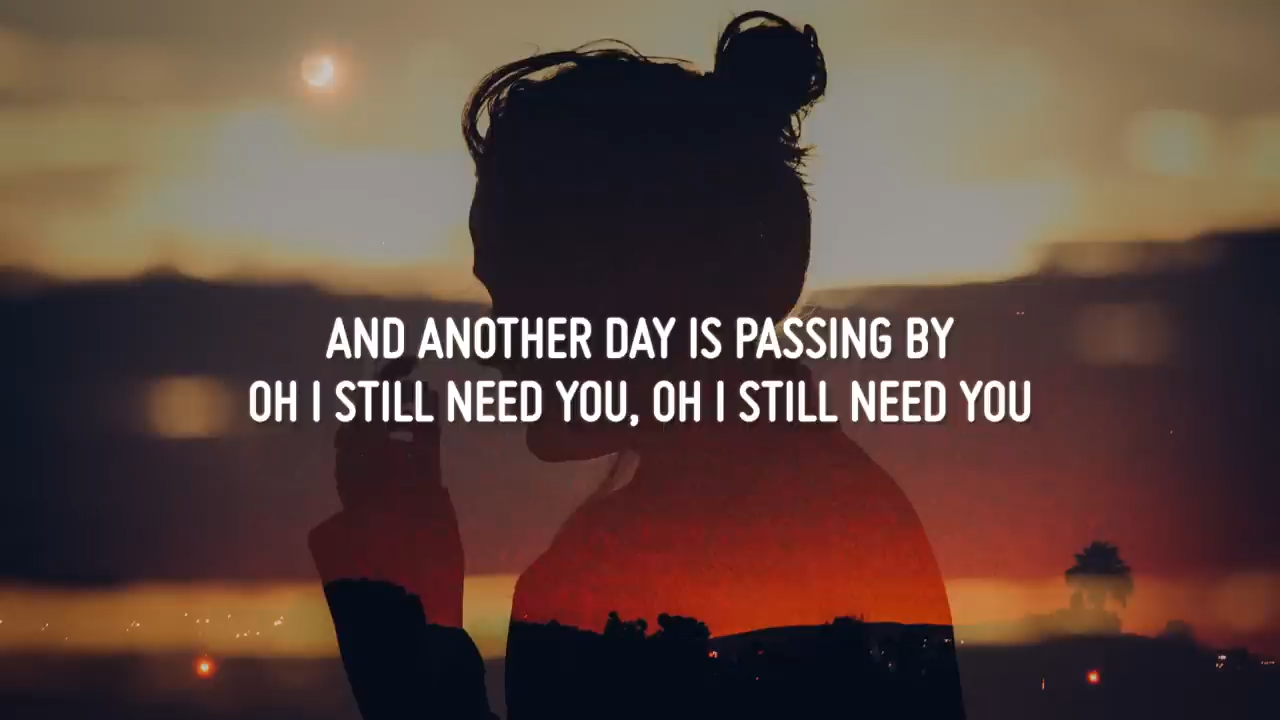 AND ANOTHER DAY IS PASSING BY
OH I STILL NEED YOU, OH I STILL NEED YOU